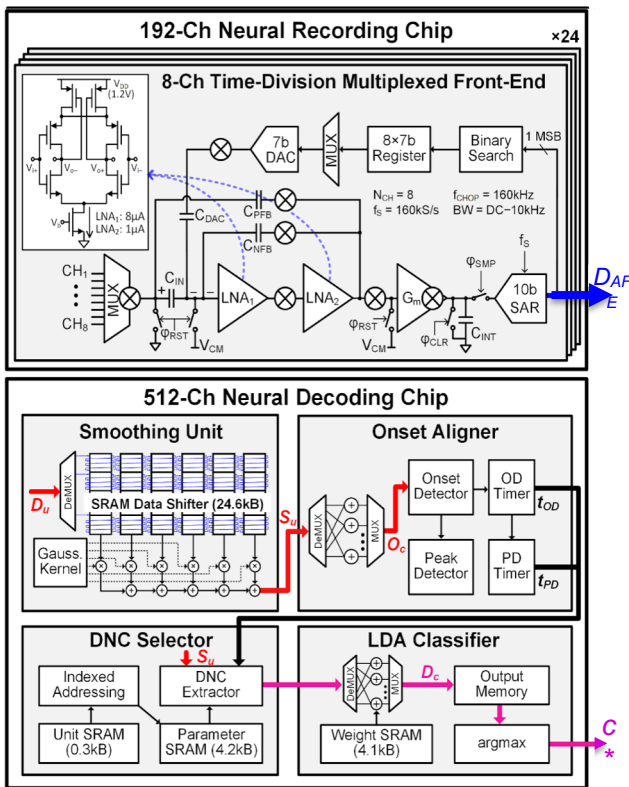 192-Ch Neural Recording Chip
×24
8-Ch Time-Division Multiplexed Front-End
VDD
(1.2V)
Vi+
Vo−
Vo+
Vi−
VB
LNA1: 8μA
LNA2: 1μA
7b
DAC
MUX
8×7b
Register
Binary
Search
1 MSB
CDAC
CPFB
CNFB
NCH = 8
fS = 160kS/s
fCHOP = 160kHz
BW = DC−10kHz
CH1
CH8
MUX
CIN
+
−
−
φRST
VCM
LNA1
LNA2
φRST
VCM
Gm
φCLR
CINT
φSMP
fS
10b
SAR
DAF
E
512-Ch Neural Decoding Chip
Smoothing Unit
Du
DeMUX
SRAM Data Shifter (24.6kB)
Gauss.
Kernel
Su
Onset Aligner
DeMUX
MUX
Oc
Onset
Detector
OD
Timer
tOD
Peak
Detector
PD
Timer
tPD
DNC Selector
Su
Indexed
Addressing
DNC
Extractor
Unit SRAM
(0.3kB)
Parameter
SRAM (4.2kB)
LDA Classifier
DeMUX
MUX
Dc
Output
Memory
Weight SRAM
(4.1kB)
argmax
C
*